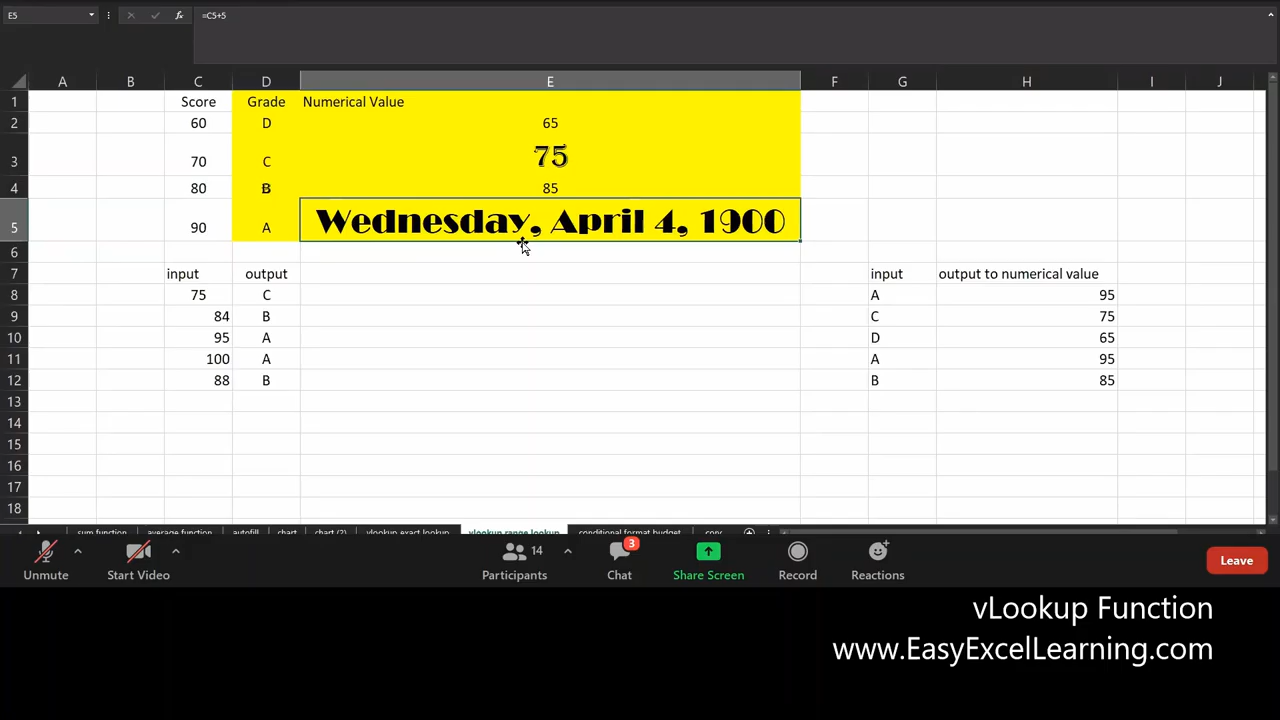 E5 fx =C5+5
A B C D E F G H I J
1 Score Grade Numerical Value
2 60 D 65
3 70 C 75
4 80 B 85
5 90 A Wednesday, April 4, 1900
6
7 input output input output to numerical value
8 75 C A 95
9 84 B C 75
10 95 A D 65
11 100 A A 95
12 88 B B 85
13
14
15
16
17
18
sum function average function autofill chart chart (2) vlookup exact lookup vlookup range lookup conditional format budget copy
3
14
Unmute Start Video Participants Chat Share Screen Record Reactions Leave
vLookup Function
www.EasyExcelLearning.com